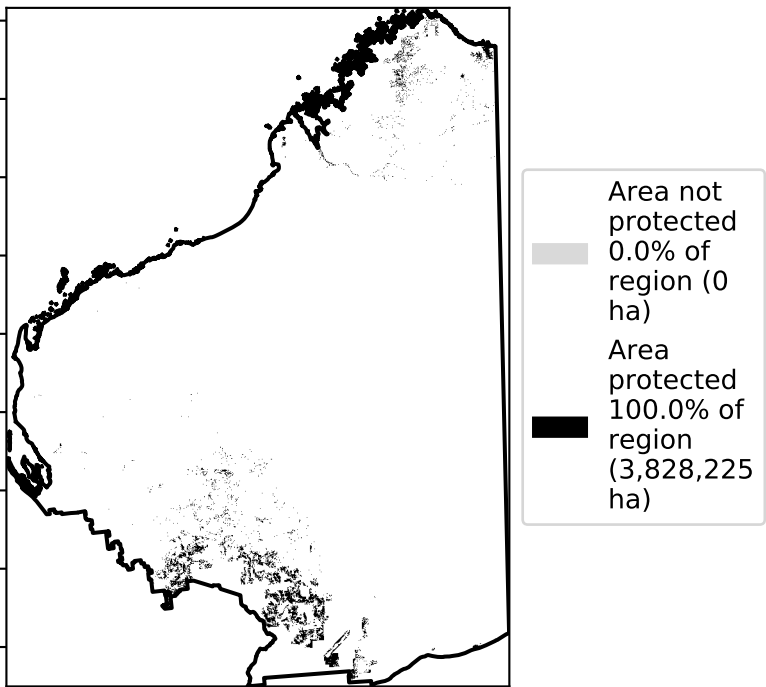 Area not
protected
0.0% of
region (0
ha)
Area
protected
100.0% of
region
(3,828,225
ha)